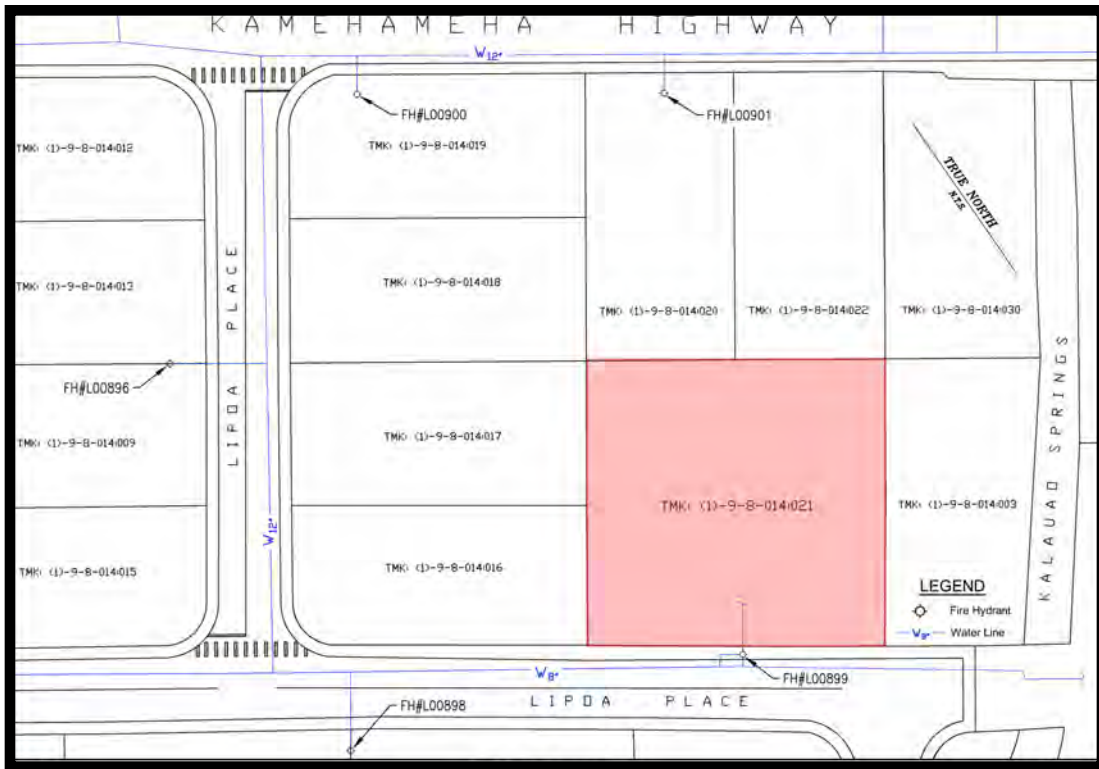 KAMEHAMEHA HIGHWAY
W12"
FH#L00900
FH#L00901
TMK: (1)-9-8-014:012
TMK: (1)-9-8-014:019
TRUE NORTH
N.T.S.
LIPOA PLACE
TMK: (1)-9-8-014:013
TMK: (1)-9-8-014:018
TMK: (1)-9-8-014:020
TMK: (1)-9-8-014:022
TMK: (1)-9-8-014:030
FH#L00896
TMK: (1)-9-8-014:009
TMK: (1)-9-8-014:017
KALAUAO SPRINGS
TMK: (1)-9-8-014:021
TMK: (1)-9-8-014:003
W12"
TMK: (1)-9-8-014:015
TMK: (1)-9-8-014:016
LEGEND
Fire Hydrant
W8" Water Line
W8"
FH#L00899
FH#L00898
LIPOA PLACE